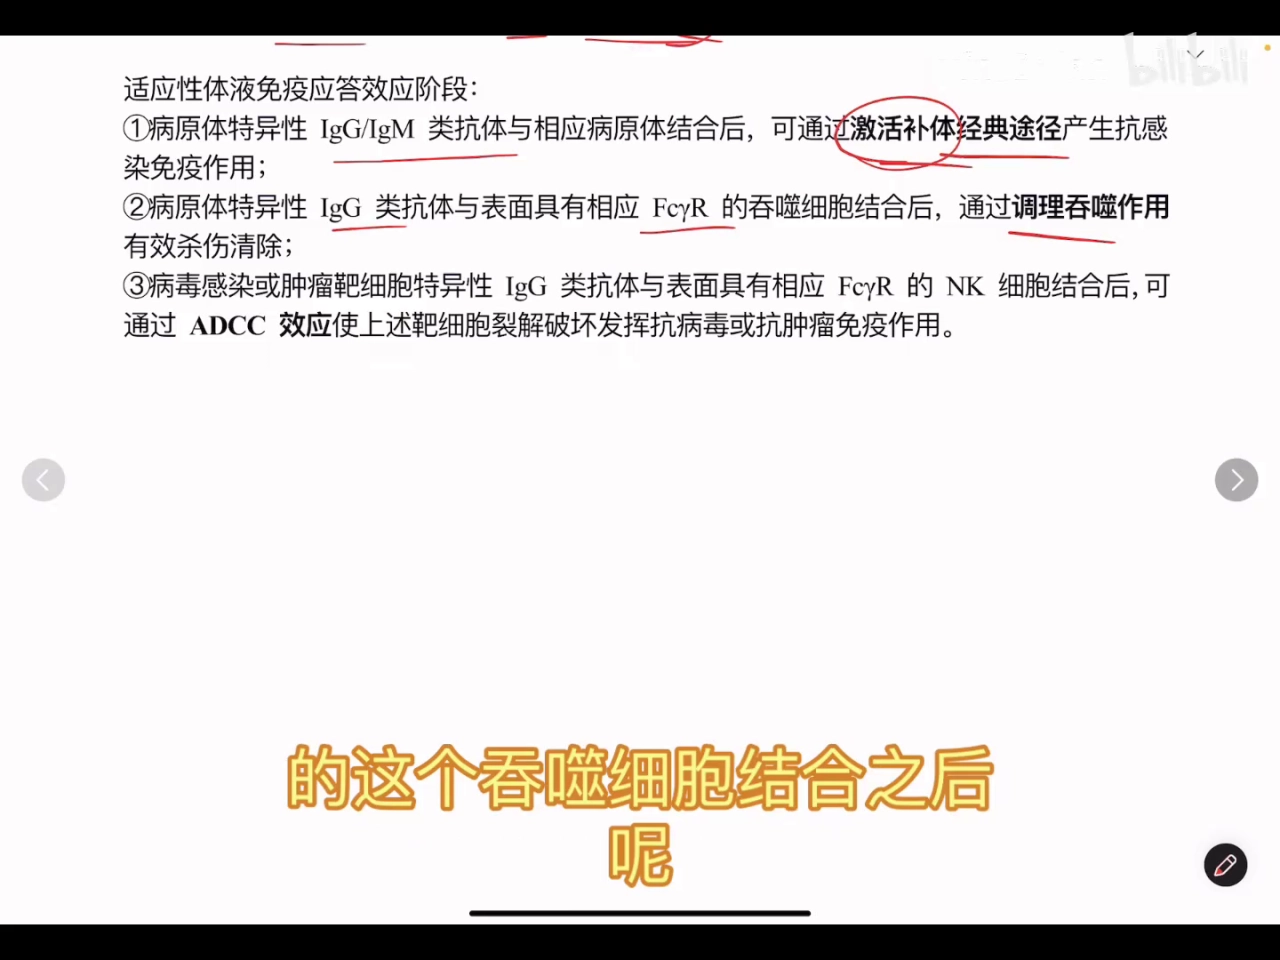 bilibili
适应性体液免疫应答效应阶段：
①病原体特异性 IgG/IgM 类抗体与相应病原体结合后，可通过激活补体经典途径产生抗感
染免疫作用；
②病原体特异性 IgG 类抗体与表面具有相应 FcγR 的吞噬细胞结合后，通过调理吞噬作用
有效杀伤清除；
③病毒感染或肿瘤靶细胞特异性 IgG 类抗体与表面具有相应 FcγR 的 NK 细胞结合后,可
通过 ADCC 效应使上述靶细胞裂解破坏发挥抗病毒或抗肿瘤免疫作用。
的这个吞噬细胞结合之后
呢